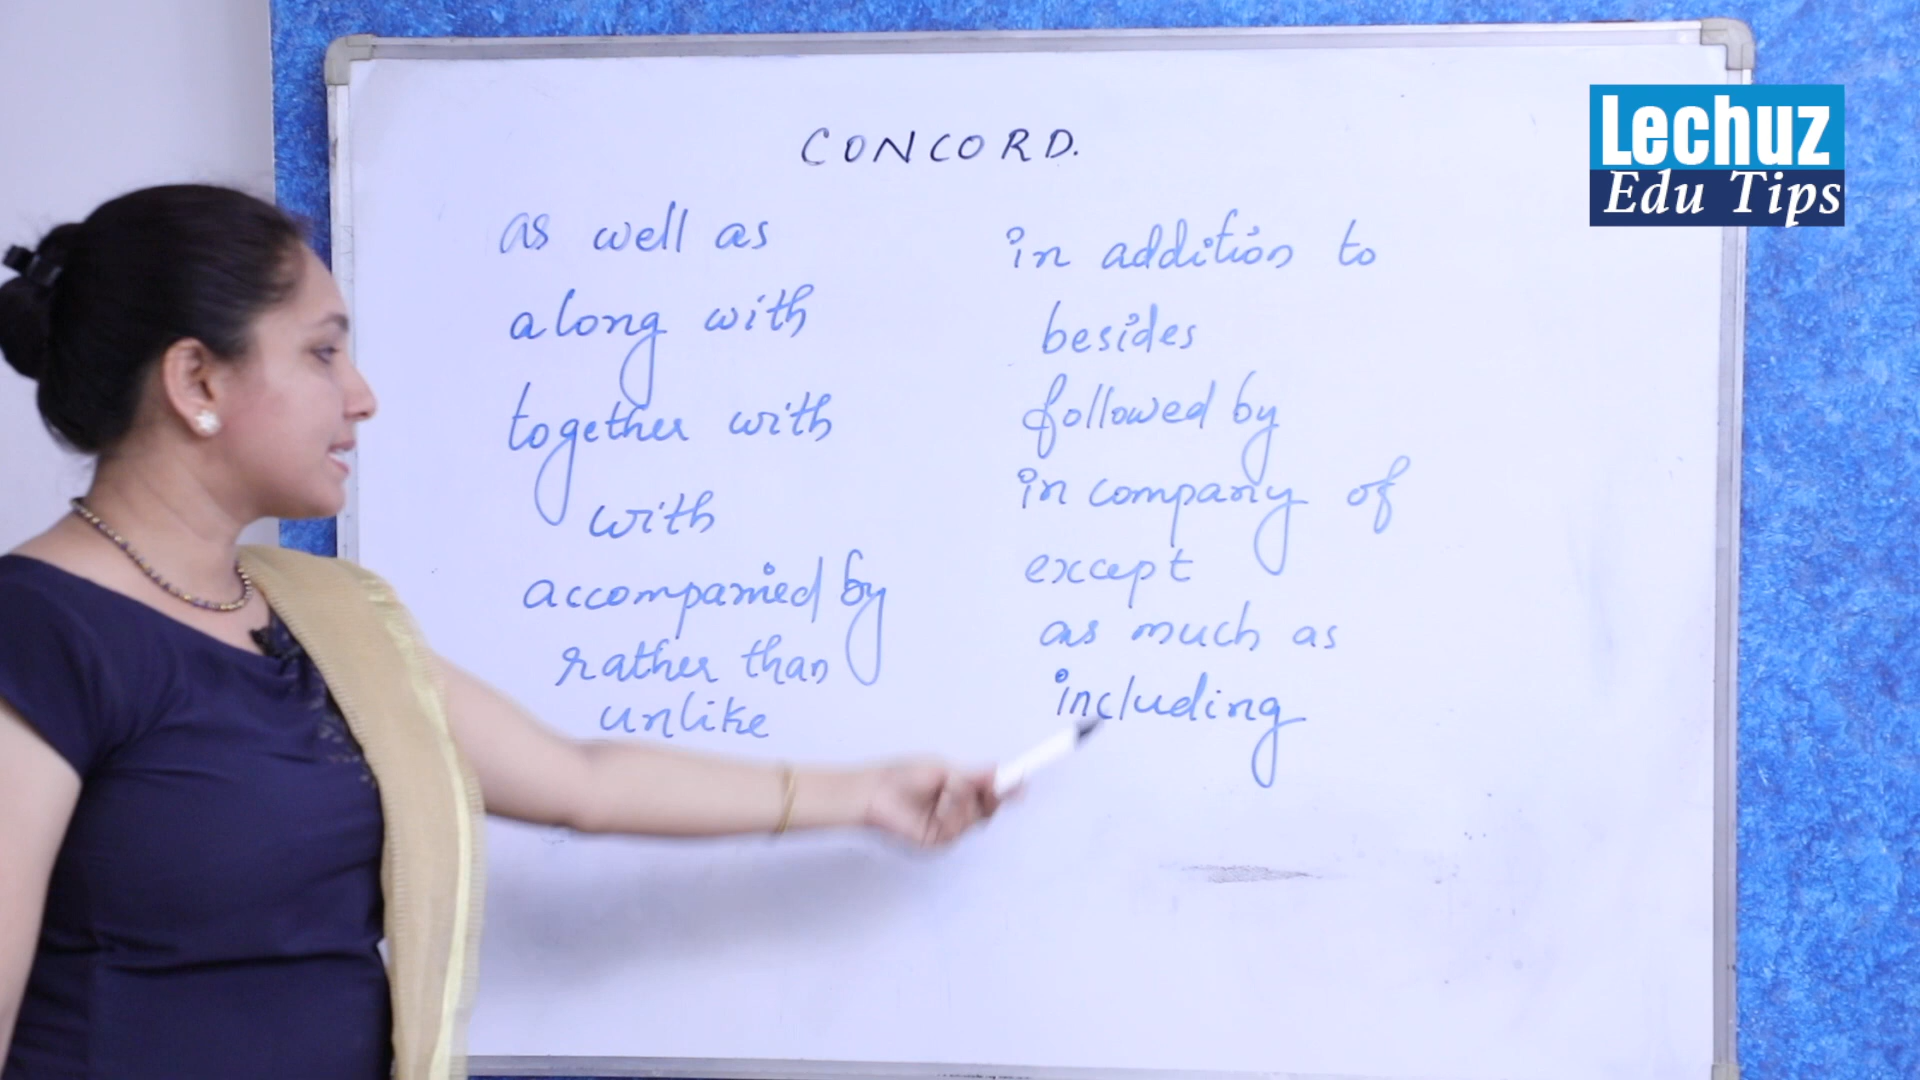 CONCORD.
as well as
along with
together with
with
accompanied by
rather than
unlike
in addition to
besides
followed by
in company of
except
as much as
including
Lechuz
Edu Tips